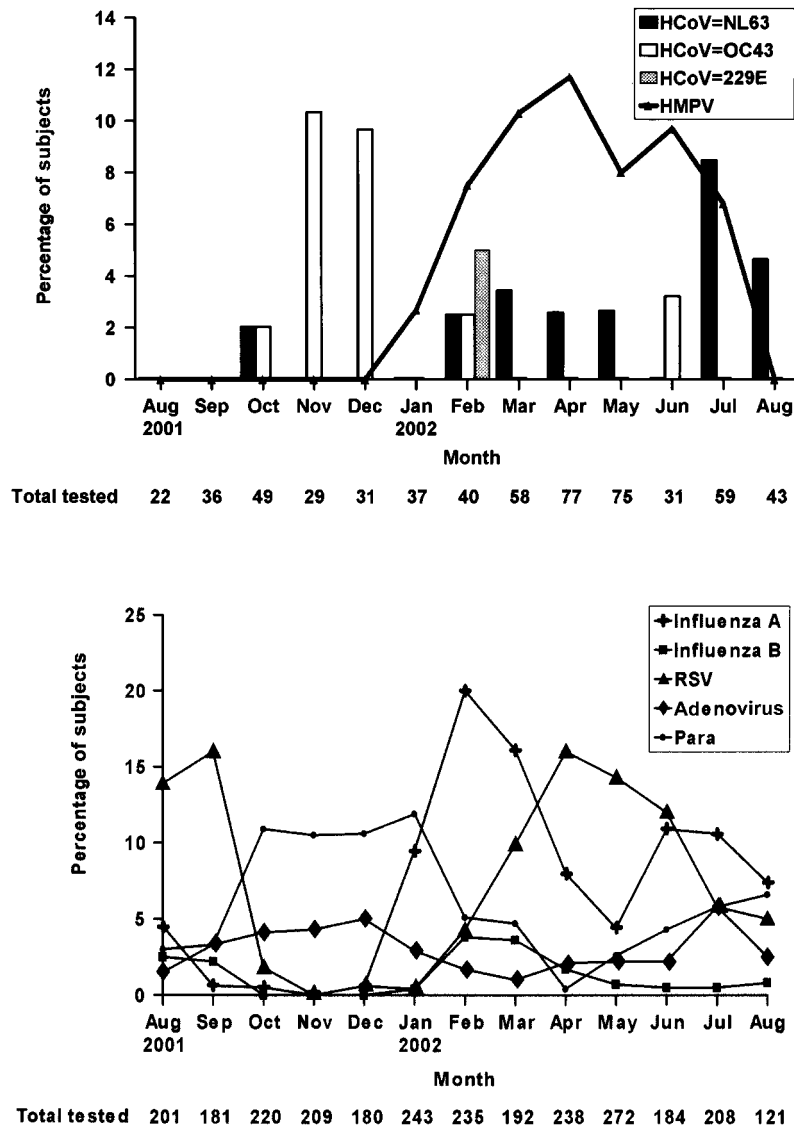 14
12
10
8
6
4
2
0
Percentage of subjects
HCoV=NL63
HCoV=OC43
HCoV=229E
HMPV
Aug Sep Oct Nov Dec Jan Feb Mar Apr May Jun Jul Aug
2001 2002
Month
Total tested 22 36 49 29 31 37 40 58 77 75 31 59 43
25
20
15
10
5
0
Percentage of subjects
Influenza A
Influenza B
RSV
Adenovirus
Para
Aug Sep Oct Nov Dec Jan Feb Mar Apr May Jun Jul Aug
2001 2002
Month
Total tested 201 181 220 209 180 243 235 192 238 272 184 208 121